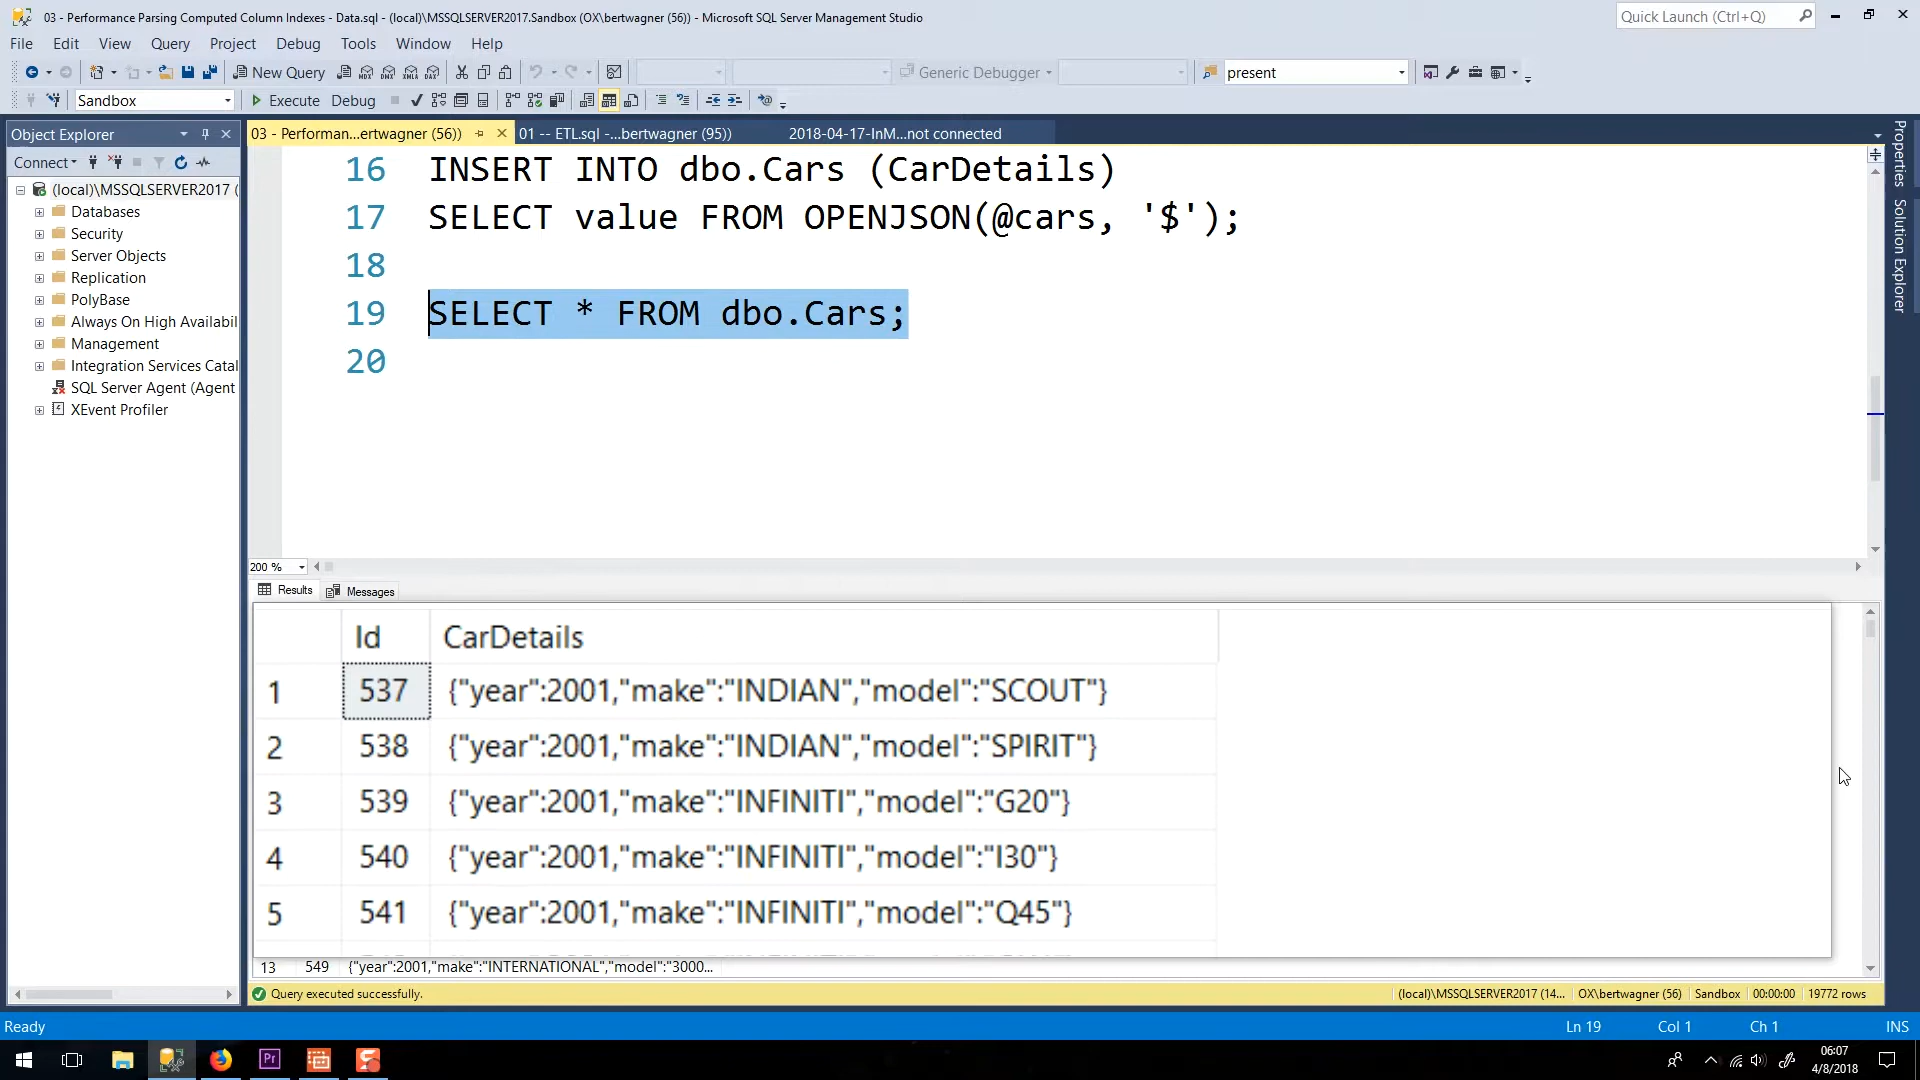 03 - Performance Parsing Computed Column Indexes - Data.sql - (local)\MSSQLSERVER2017.Sandbox (OX\bertwagner (56)) - Microsoft SQL Server Management Studio
Quick Launch (Ctrl+Q)
File Edit View Query Project Debug Tools Window Help
New Query
Generic Debugger
present
Sandbox
Execute Debug
Object Explorer
03 - Performan...ertwagner (56))
01 -- ETL.sql -...bertwagner (95))
2018-04-17-InM...not connected
Properties
Solution Explorer
Connect
(local)\MSSQLSERVER2017 (
Databases
Security
Server Objects
Replication
PolyBase
Always On High Availabil
Management
Integration Services Catal
SQL Server Agent (Agent
XEvent Profiler
16 INSERT INTO dbo.Cars (CarDetails)
17 SELECT value FROM OPENJSON(@cars, '$');
18
19 SELECT * FROM dbo.Cars;
20
200 %
Results Messages
Id CarDetails
1 537 {"year":2001,"make":"INDIAN","model":"SCOUT"}
2 538 {"year":2001,"make":"INDIAN","model":"SPIRIT"}
3 539 {"year":2001,"make":"INFINITI","model":"G20"}
4 540 {"year":2001,"make":"INFINITI","model":"I30"}
5 541 {"year":2001,"make":"INFINITI","model":"Q45"}
13 549 {"year":2001,"make":"INTERNATIONAL","model":"3000...
Query executed successfully.
(local)\MSSQLSERVER2017 (14... OX\bertwagner (56) Sandbox 00:00:00 19772 rows
Ready
Ln 19 Col 1 Ch 1 INS
Pr
06:07
4/8/2018